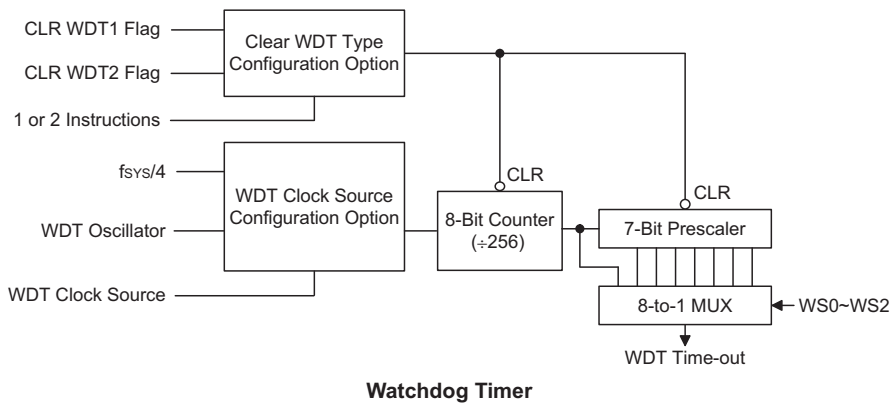 CLR WDT1 Flag
CLR WDT2 Flag
1 or 2 Instructions
Clear WDT Type
Configuration Option
fSYS/4
WDT Oscillator
WDT Clock Source
WDT Clock Source
Configuration Option
CLR
8-Bit Counter
(÷256)
CLR
7-Bit Prescaler
8-to-1 MUX
WS0~WS2
WDT Time-out
Watchdog Timer